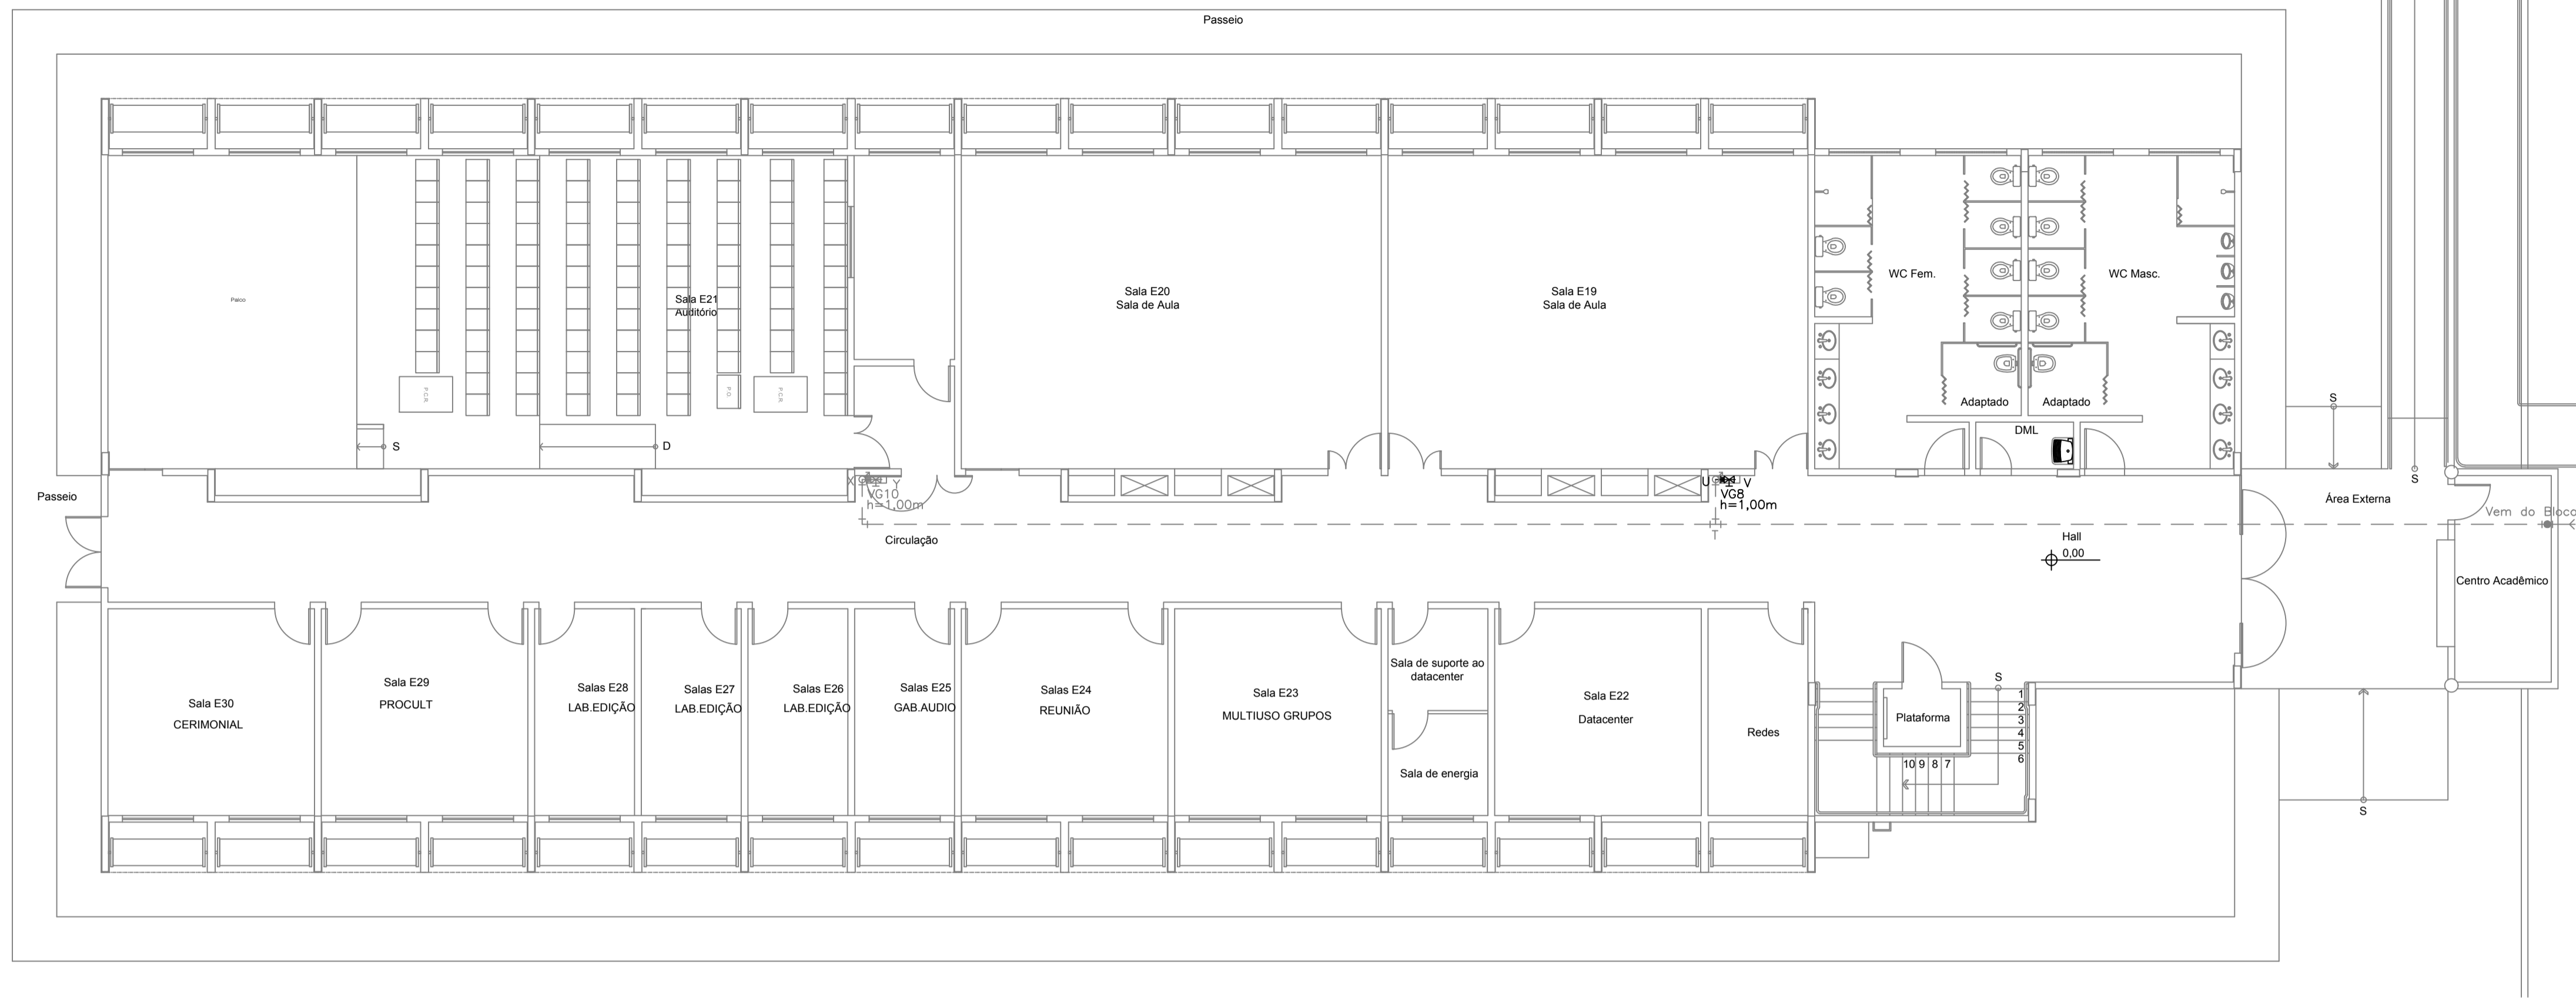 Passeio
Palco
Sala E21
Auditório
P.C.R.
P.O.
P.C.R.
S
D
Sala E20
Sala de Aula
Sala E19
Sala de Aula
WC Fem.
WC Masc.
Adaptado
Adaptado
DML
S
S
Passeio
X
Y
VG10
h=1,00m
U
V
VG8
h=1,00m
T
Circulação
Hall
0,00
Área Externa
Vem do Bloco
Centro Acadêmico
Sala E30
CERIMONIAL
Sala E29
PROCULT
Salas E28
LAB.EDIÇÃO
Salas E27
LAB.EDIÇÃO
Salas E26
LAB.EDIÇÃO
Salas E25
GAB.AUDIO
Salas E24
REUNIÃO
Sala E23
MULTIUSO GRUPOS
Sala de suporte ao
datacenter
Sala de energia
Sala E22
Datacenter
Redes
Plataforma
S
1
2
3
4
5
6
10 9 8 7
S